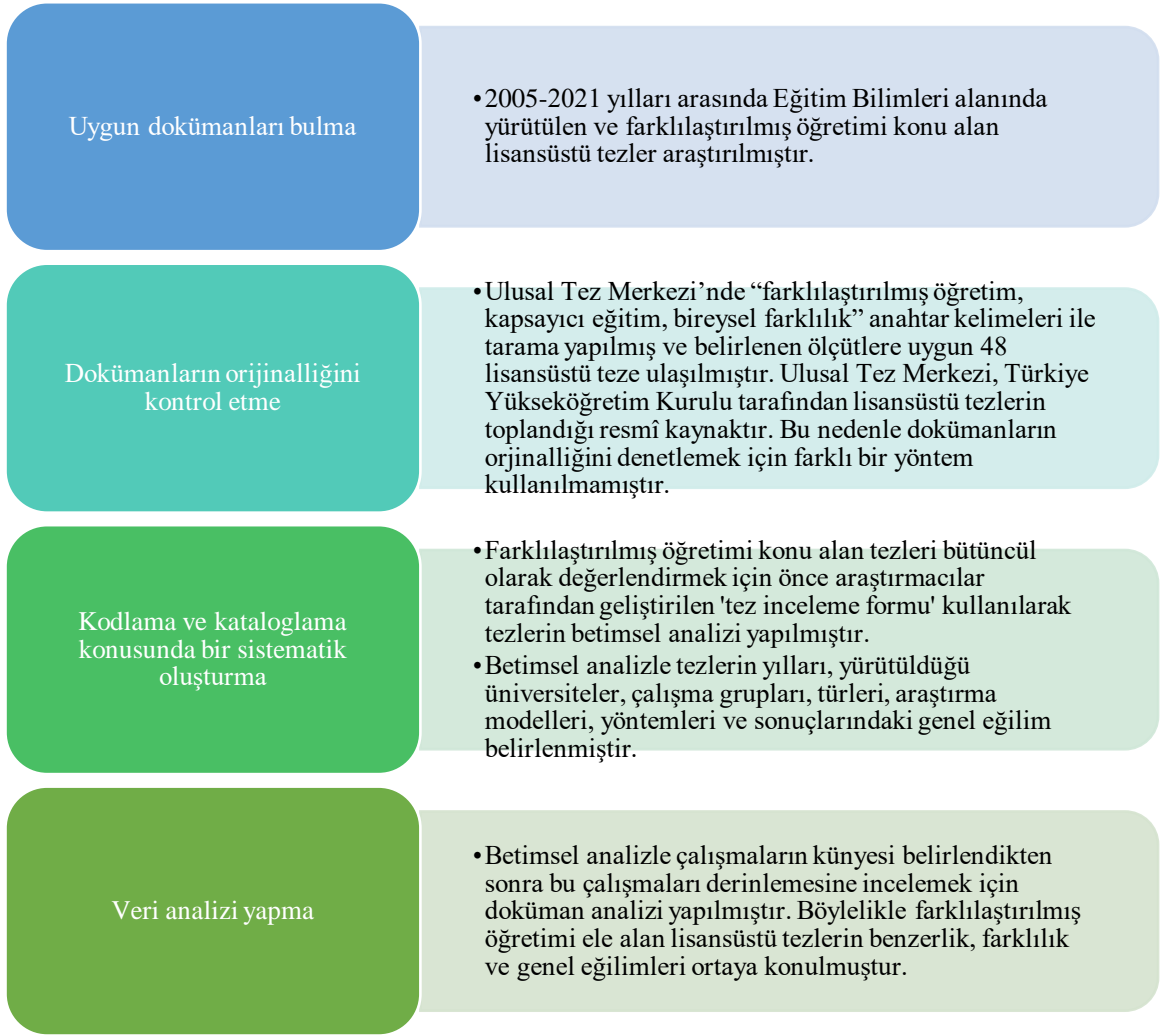 Uygun dokümanları bulma
•2005-2021 yılları arasında Eğitim Bilimleri alanında
yürütülen ve farklılaştırılmış öğretimi konu alan
lisansüstü tezler araştırılmıştır.
Dokümanların orijinalliğini
kontrol etme
•Ulusal Tez Merkezi’nde “farklılaştırılmış öğretim,
kapsayıcı eğitim, bireysel farklılık” anahtar kelimeleri ile
tarama yapılmış ve belirlenen ölçütlere uygun 48
lisansüstü teze ulaşılmıştır. Ulusal Tez Merkezi, Türkiye
Yükseköğretim Kurulu tarafından lisansüstü tezlerin
toplandığı resmî kaynaktır. Bu nedenle dokümanların
orjinalliğini denetlemek için farklı bir yöntem
kullanılmamıştır.
Kodlama ve kataloglama
konusunda bir sistematik
oluşturma
•Farklılaştırılmış öğretimi konu alan tezleri bütüncül
olarak değerlendirmek için önce araştırmacılar
tarafından geliştirilen 'tez inceleme formu' kullanılarak
tezlerin betimsel analizi yapılmıştır.
•Betimsel analizle tezlerin yılları, yürütüldüğü
üniversiteler, çalışma grupları, türleri, araştırma
modelleri, yöntemleri ve sonuçlarındaki genel eğilim
belirlenmiştir.
Veri analizi yapma
•Betimsel analizle çalışmaların künyesi belirlendikten
sonra bu çalışmaları derinlemesine incelemek için
doküman analizi yapılmıştır. Böylelikle farklılaştırılmış
öğretimi ele alan lisansüstü tezlerin benzerlik, farklılık
ve genel eğilimleri ortaya konulmuştur.